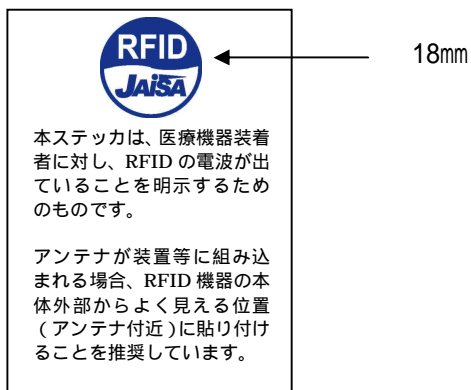 RFID
JAISA
18mm
本ステッカは、医療機器装着
者に対し、RFID の電波が出
ていることを明示するため
のものです。
アンテナが装置等に組み込
まれる場合、RFID 機器の本
体外部からよく見える位置
(アンテナ付近)に貼り付け
ることを推奨しています。